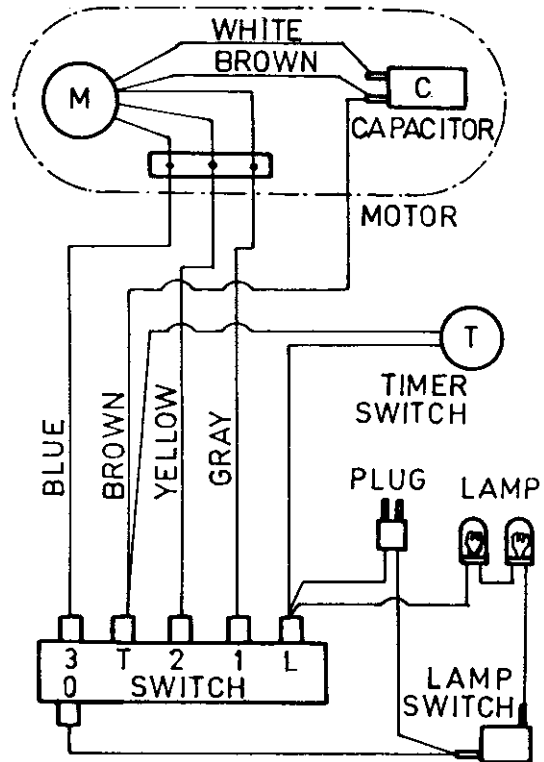 WHITE
BROWN
M
C
CAPACITOR
MOTOR
T
TIMER
SWITCH
BLUE
BROWN
YELLOW
GRAY
PLUG
LAMP
3 T 2 1 L
0 SWITCH
LAMP
SWITCH